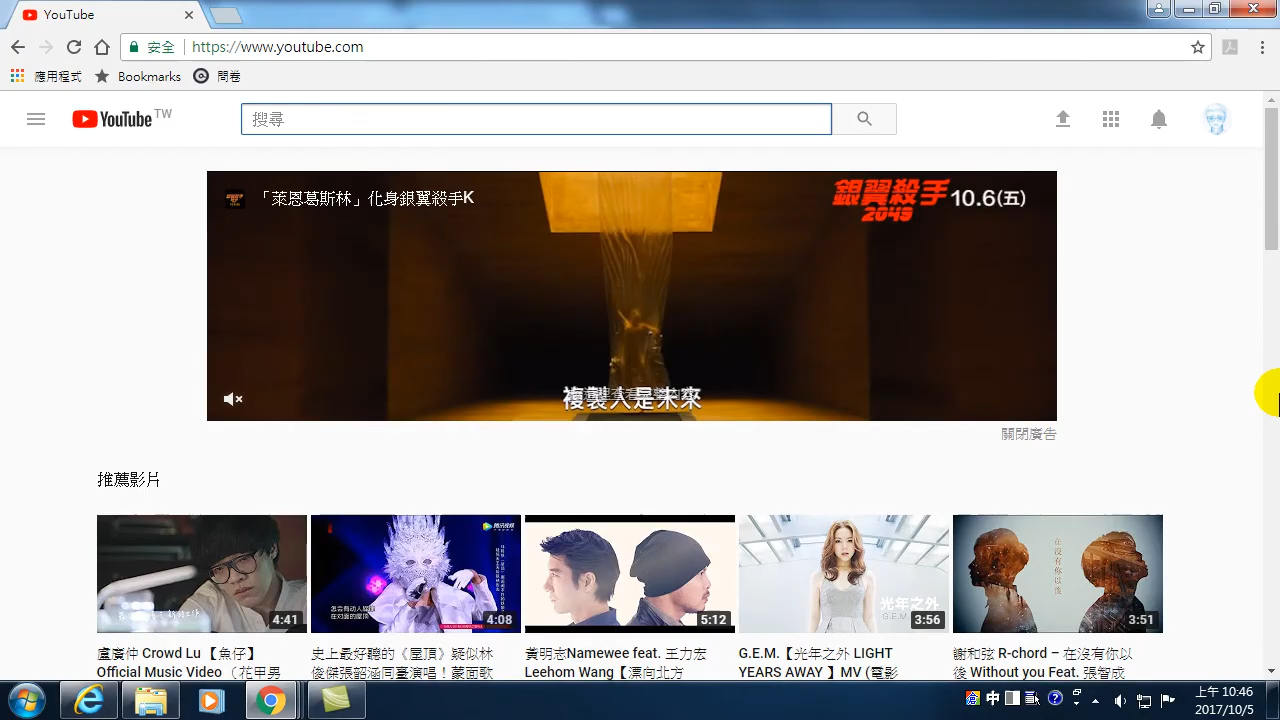 YouTube
安全
https://www.youtube.com
應用程式
Bookmarks
問卷
YouTube TW
搜尋
「萊恩葛斯林」化身銀翼殺手K
銀翼殺手
2049
10.6(五)
複製人是未來
關閉廣告
推薦影片
4:41
4:08
5:12
光年之外
G.E.M.
3:56
在沒有你以後
3:51
盧廣仲 Crowd Lu 【魚仔】
Official Music Video （花甲男
史上最好聽的《屋頂》疑似林
俊傑張韶涵同臺演唱！蒙面歌
黃明志Namewee feat. 王力宏
Leehom Wang【漂向北方
G.E.M.【光年之外 LIGHT
YEARS AWAY 】MV (電影
謝和弦 R-chord – 在沒有你以
後 Without you Feat. 張智成
中
上午 10:46
2017/10/5